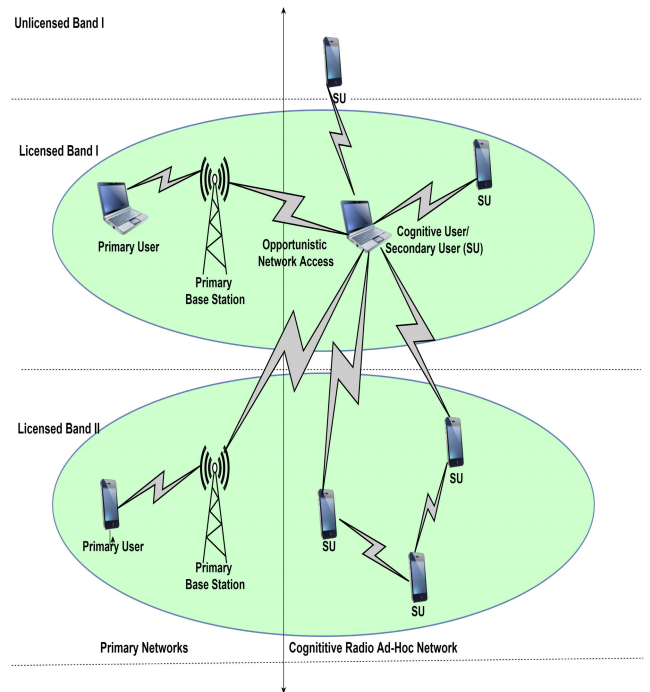 Unlicensed Band I
SU
Licensed Band I
SU
Primary User
Opportunistic
Network Access
Cognitive User/
Secondary User (SU)
Primary
Base Station
Licensed Band II
SU
Primary User
SU
Primary
Base Station
SU
Primary Networks
Cognititive Radio Ad-Hoc Network